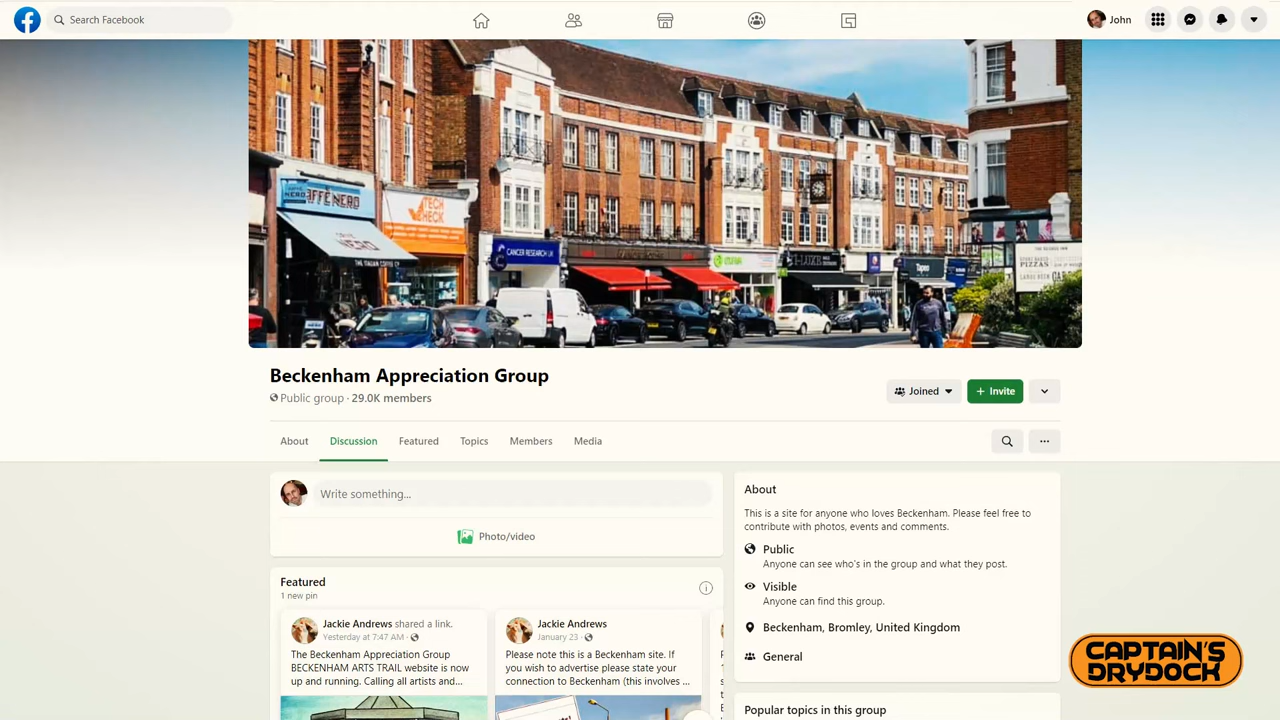 Search Facebook
John
CAFFÈ NERO
NERO
THE ITALIAN COFFEE CO
TECH CHECK
CANCER RESEARCH UK
Beckenham Appreciation Group
Public group · 29.0K members
Joined
+ Invite
About
Discussion
Featured
Topics
Members
Media
Write something...
Photo/video
Featured
1 new pin
Jackie Andrews shared a link.
Yesterday at 7:47 AM ·
The Beckenham Appreciation Group
BECKENHAM ARTS TRAIL website is now
up and running. Calling all artists and...
Jackie Andrews
January 23 ·
Please note this is a Beckenham site. If
you wish to advertise please state your
connection to Beckenham (this involves ...
About
This is a site for anyone who loves Beckenham. Please feel free to
contribute with photos, events and comments.
Public
Anyone can see who's in the group and what they post.
Visible
Anyone can find this group.
Beckenham, Bromley, United Kingdom
General
Popular topics in this group
CAPTAIN'S
DRYDOCK